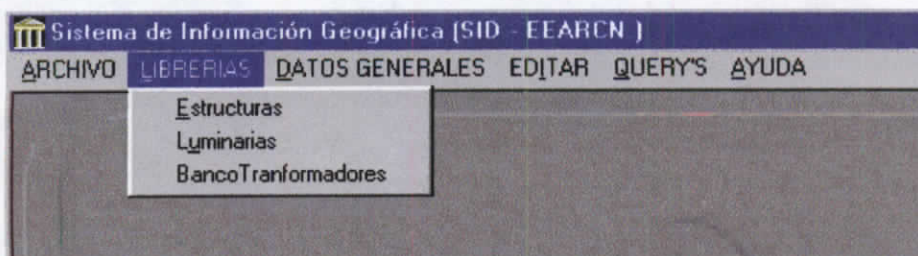 Sistema de Información Geográfica (SID - EEARCN )
ARCHIVO LIBRERIAS DATOS GENERALES EDITAR QUERY'S AYUDA
Estructuras
Luminarias
BancoTranformadores